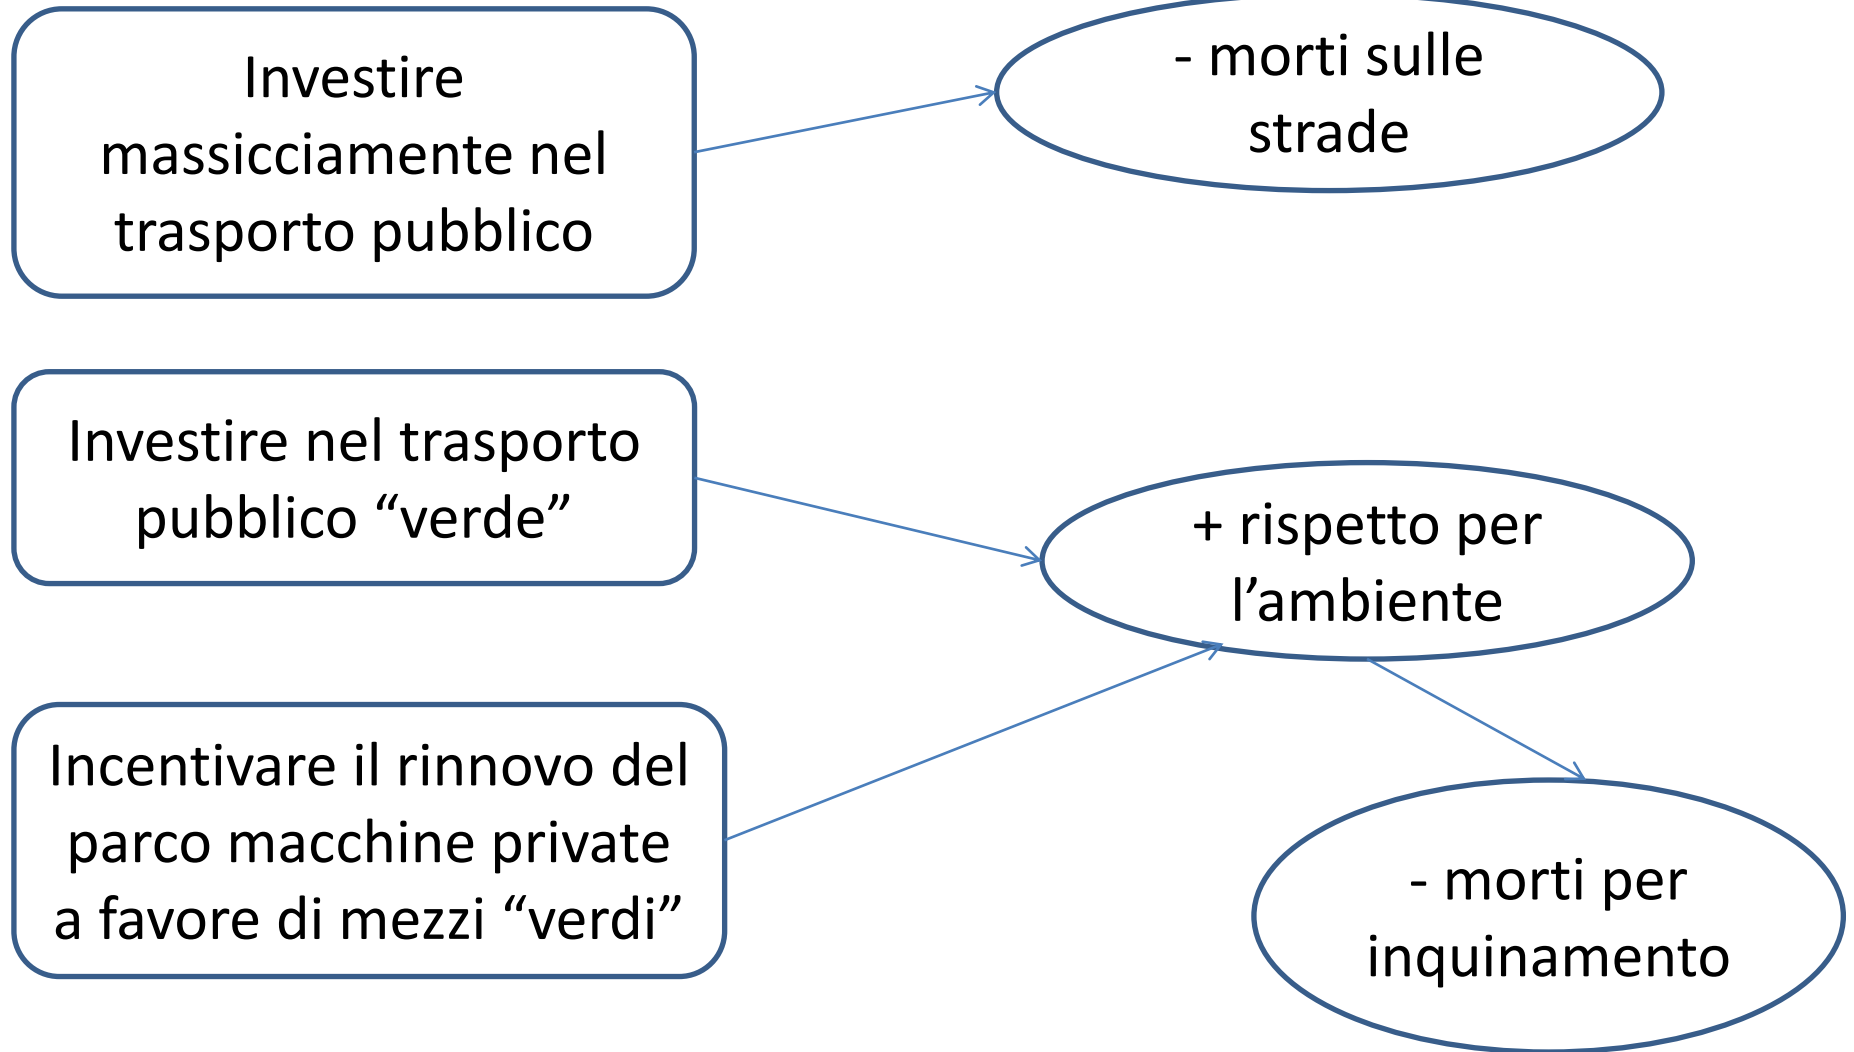 Investire
massicciamente nel
trasporto pubblico
- morti sulle
strade
Investire nel trasporto
pubblico “verde”
+ rispetto per
l’ambiente
Incentivare il rinnovo del
parco macchine private
a favore di mezzi “verdi”
- morti per
inquinamento